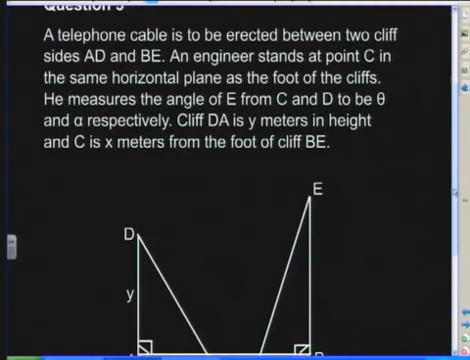 Question 5
A telephone cable is to be erected between two cliff
sides AD and BE. An engineer stands at point C in
the same horizontal plane as the foot of the cliffs.
He measures the angle of E from C and D to be θ
and α respectively. Cliff DA is y meters in height
and C is x meters from the foot of cliff BE.
E
D
y